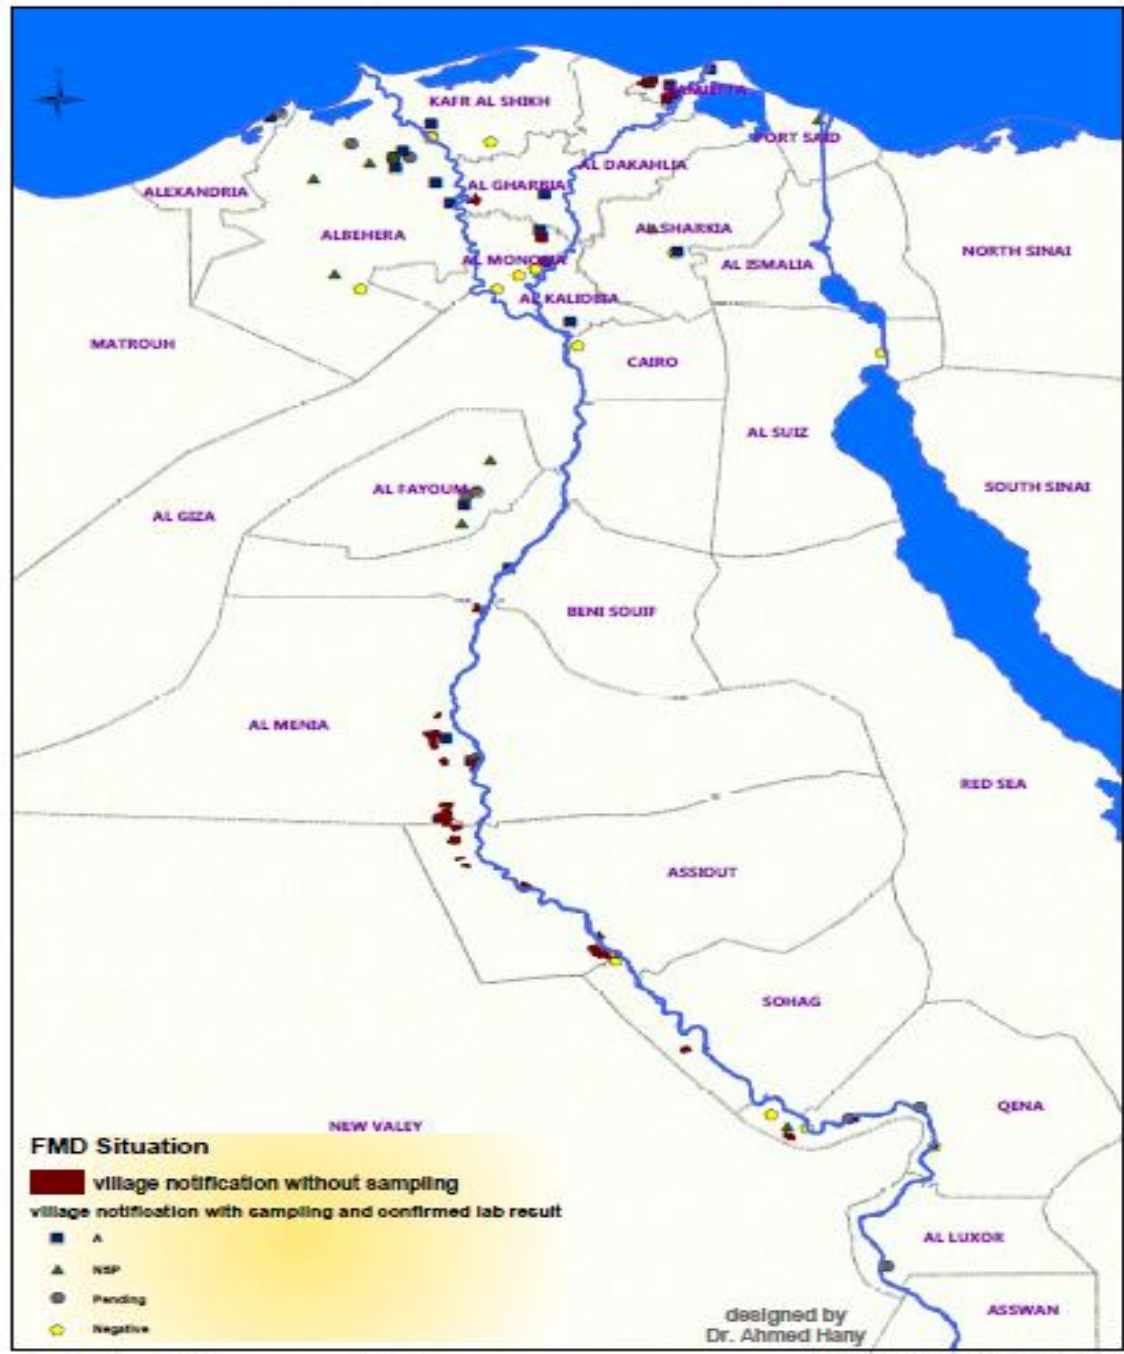 KAFR AL SHIKH
DAMIETTA
PORT SAID
AL DAKAHLIA
ALEXANDRIA
AL GHARBIA
ALBEHERA
AL SHARKIA
NORTH SINAI
AL MONOFIA
AL ISMALIA
AL KALIOBIA
MATROUH
CAIRO
AL SUIZ
AL FAYOUM
SOUTH SINAI
AL GIZA
BENI SOUIF
AL MENIA
RED SEA
ASSIOUT
SOHAG
QENA
NEW VALEY
AL LUXOR
ASSWAN
FMD Situation
village notification without sampling
village notification with sampling and confirmed lab result
A
NSP
Pending
Negative
designed by
Dr. Ahmed Hany